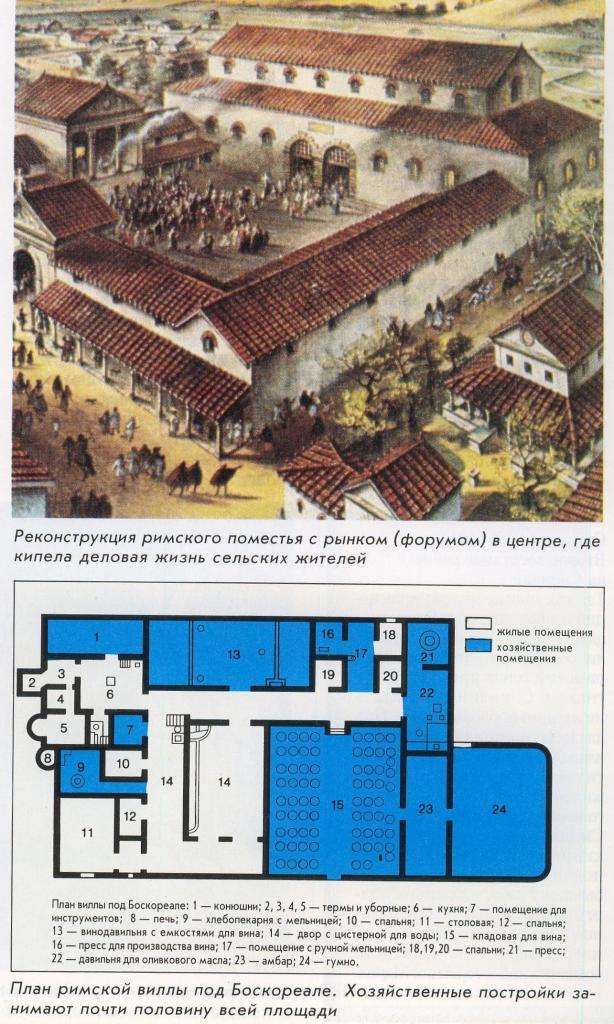 Реконструкция римского поместья с рынком (форумом) в центре, где
кипела деловая жизнь сельских жителей
жилые помещения
хозяйственные
помещения
1
2
3
4
5
6
7
8
9
10
11
12
13
14
14
15
16
17
18
19
20
21
22
23
24
План виллы под Боскореале: 1 — конюшни; 2, 3, 4, 5 — термы и уборные; 6 — кухня; 7 — помещение для
инструментов; 8 — печь; 9 — хлебопекарня с мельницей; 10 — спальня; 11 — столовая; 12 — спальня;
13 — винодавильня с емкостями для вина; 14 — двор с цистерной для воды; 15 — кладовая для вина;
16 — пресс для производства вина; 17 — помещение с ручной мельницей; 18,19,20 — спальни; 21 — пресс;
22 — давильня для оливкового масла; 23 — амбар; 24 — гумно.
План римской виллы под Боскореале. Хозяйственные постройки за-
нимают почти половину всей площади